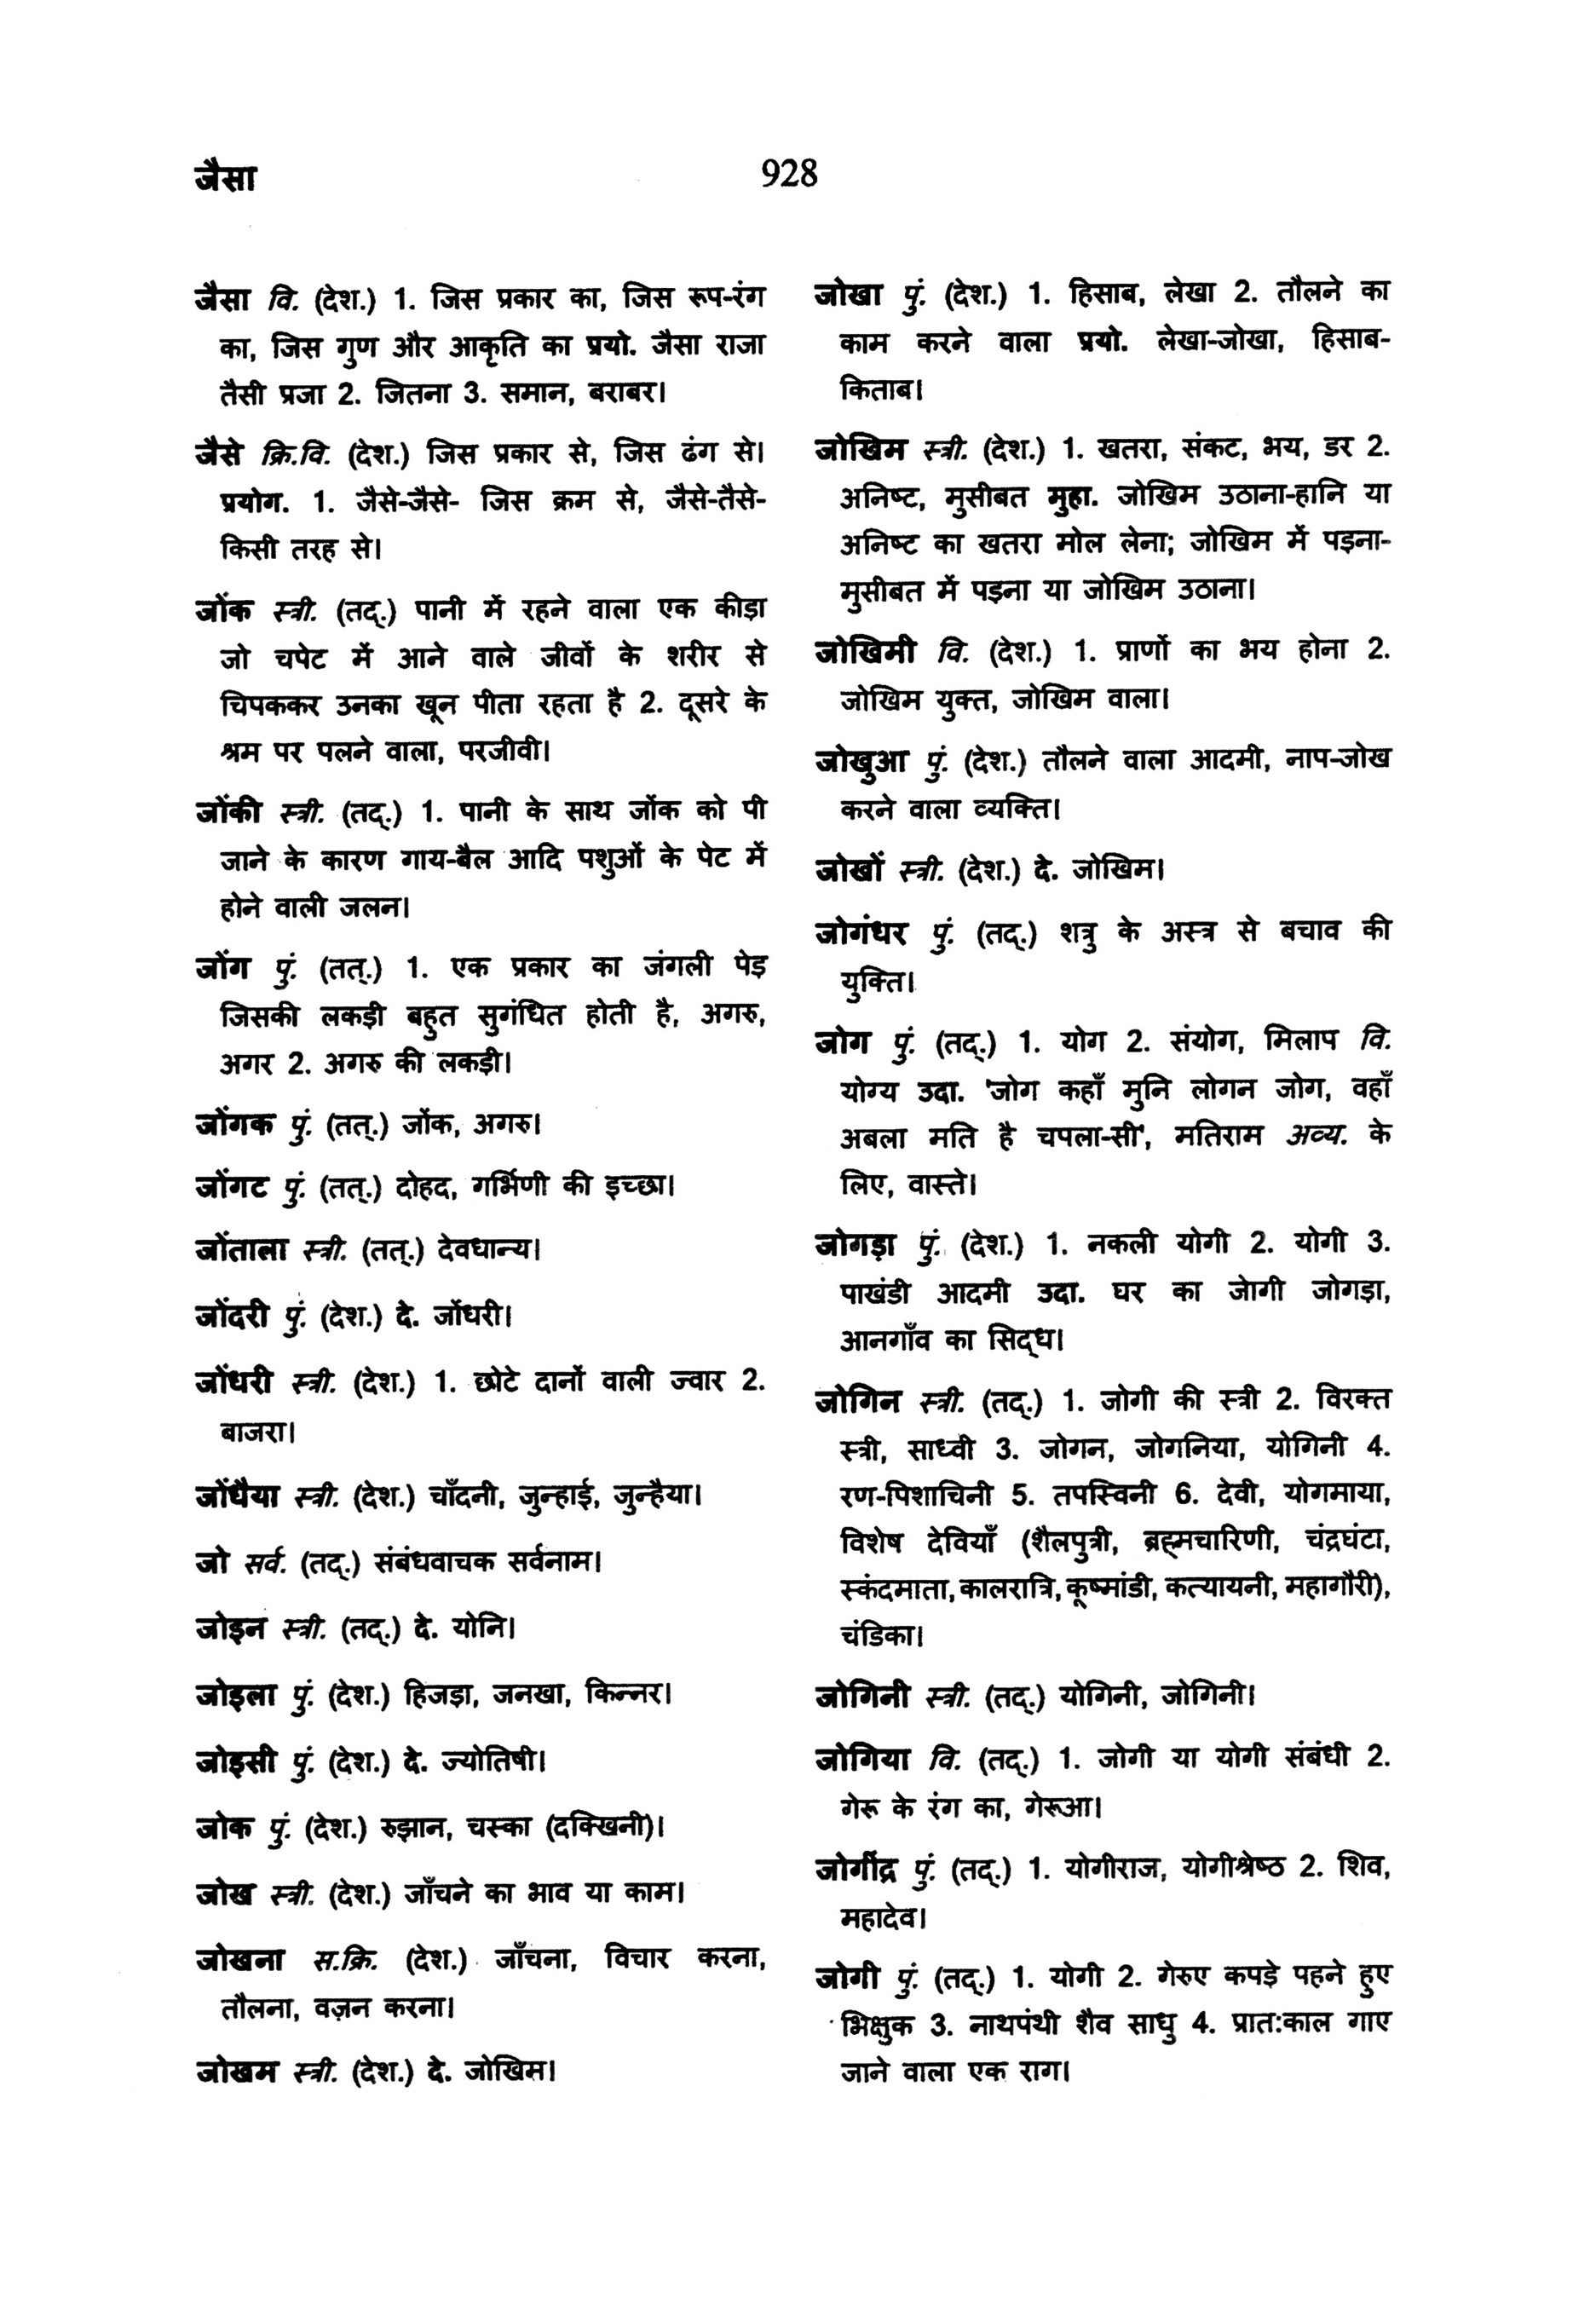 जैसा
928
जैसा वि. (देश.) 1. जिस प्रकार का, जिस रूप-रंग
का, जिस गुण और आकृति का प्रयो. जैसा राजा
तैसी प्रजा 2. जितना 3. समान, बराबर।
जैसे क्रि.वि. (देश.) जिस प्रकार से, जिस ढंग से।
प्रयोग. 1. जैसे-जैसे- जिस क्रम से, जैसे-तैसे-
किसी तरह से।
जोंक स्त्री. (तद्.) पानी में रहने वाला एक कीड़ा
जो चपेट में आने वाले जीवों के शरीर से
चिपककर उनका खून पीता रहता है 2. दूसरे के
श्रम पर पलने वाला, परजीवी।
जोंकी स्त्री. (तद्.) 1. पानी के साथ जोंक को पी
जाने के कारण गाय-बैल आदि पशुओं के पेट में
होने वाली जलन।
जोंग पुं. (तत्.) 1. एक प्रकार का जंगली पेड़
जिसकी लकड़ी बहुत सुगंधित होती है, अगरु,
अगर 2. अगरु की लकड़ी।
जोंगक पुं. (तत्.) जोंक, अगरु।
जोंगट पुं. (तत्.) दोहद, गर्भिणी की इच्छा।
जोंताला स्त्री. (तत्.) देवधान्य।
जोंदरी पुं. (देश.) दे. जोंधरी।
जोंधरी स्त्री. (देश.) 1. छोटे दानों वाली ज्वार 2.
बाजरा।
जोंधैया स्त्री. (देश.) चाँदनी, जुन्हाई, जुन्हैया।
जो सर्व. (तद्.) संबंधवाचक सर्वनाम।
जोइन स्त्री. (तद्.) दे. योनि।
जोइला पुं. (देश.) हिजड़ा, जनखा, किन्नर।
जोइसी पुं. (देश.) दे. ज्योतिषी।
जोक पुं. (देश.) रुझान, चस्का (दक्खिनी)।
जोख स्त्री. (देश.) जाँचने का भाव या काम।
जोखना स.क्रि. (देश.) जाँचना, विचार करना,
तौलना, वज़न करना।
जोखम स्त्री. (देश.) दे. जोखिम।
जोखा पुं. (देश.) 1. हिसाब, लेखा 2. तौलने का
काम करने वाला प्रयो. लेखा-जोखा, हिसाब-
किताब।
जोखिम स्त्री. (देश.) 1. खतरा, संकट, भय, डर 2.
अनिष्ट, मुसीबत मुहा. जोखिम उठाना-हानि या
अनिष्ट का खतरा मोल लेना; जोखिम में पड़ना-
मुसीबत में पड़ना या जोखिम उठाना।
जोखिमी वि. (देश.) 1. प्राणों का भय होना 2.
जोखिम युक्त, जोखिम वाला।
जोखुआ पुं. (देश.) तौलने वाला आदमी, नाप-जोख
करने वाला व्यक्ति।
जोखों स्त्री. (देश.) दे. जोखिम।
जोगंधर पुं. (तद्.) शत्रु के अस्त्र से बचाव की
युक्ति।
जोग पुं. (तद्.) 1. योग 2. संयोग, मिलाप वि.
योग्य उदा. 'जोग कहाँ मुनि लोगन जोग, वहाँ
अबला मति है चपला-सी', मतिराम अव्य. के
लिए, वास्ते।
जोगड़ा पुं. (देश.) 1. नकली योगी 2. योगी 3.
पाखंडी आदमी उदा. घर का जोगी जोगड़ा,
आनगाँव का सिद्ध।
जोगिन स्त्री. (तद्.) 1. जोगी की स्त्री 2. विरक्त
स्त्री, साध्वी 3. जोगन, जोगनिया, योगिनी 4.
रण-पिशाचिनी 5. तपस्विनी 6. देवी, योगमाया,
विशेष देवियाँ (शैलपुत्री, ब्रह्मचारिणी, चंद्रघंटा,
स्कंदमाता, कालरात्रि, कूष्मांडी, कत्यायनी, महागौरी),
चंडिका।
जोगिनी स्त्री. (तद्.) योगिनी, जोगिनी।
जोगिया वि. (तद्.) 1. जोगी या योगी संबंधी 2.
गेरू के रंग का, गेरूआ।
जोगींद्र पुं. (तद्.) 1. योगीराज, योगीश्रेष्ठ 2. शिव,
महादेव।
जोगी पुं. (तद्.) 1. योगी 2. गेरुए कपड़े पहने हुए
भिक्षुक 3. नाथपंथी शैव साधु 4. प्रात:काल गाए
जाने वाला एक राग।